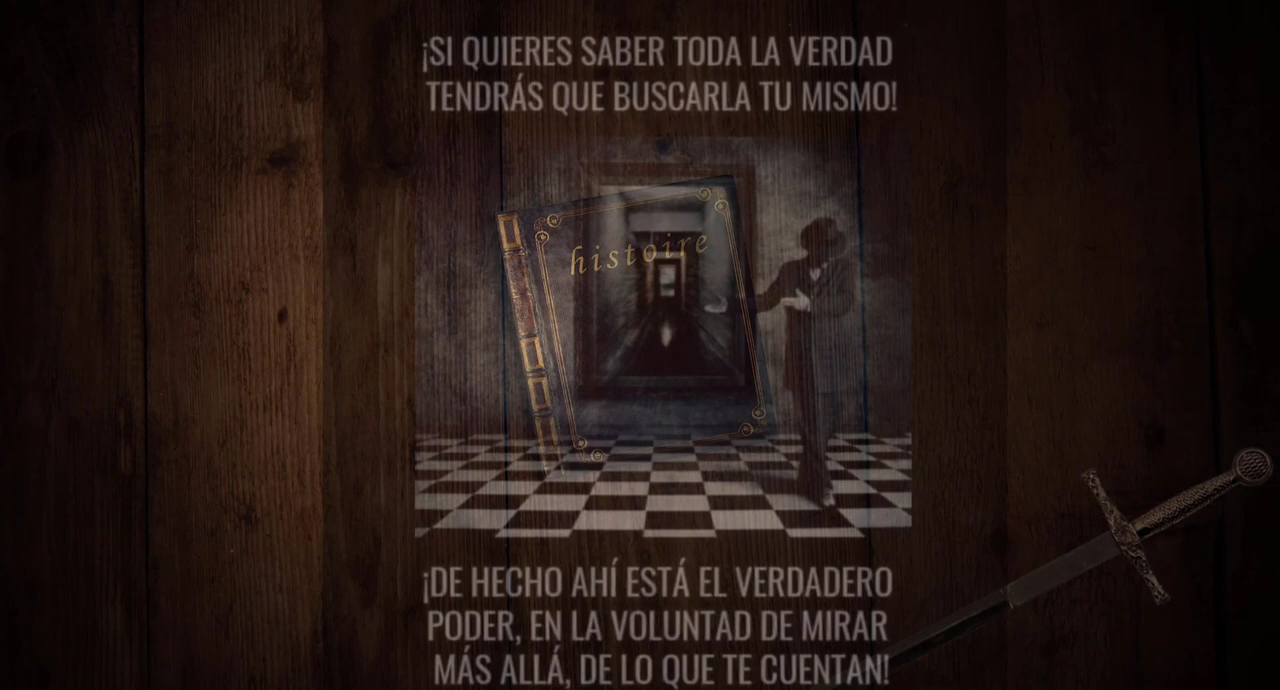 ¡SI QUIERES SABER TODA LA VERDAD
TENDRÁS QUE BUSCARLA TU MISMO!
histoire
¡DE HECHO AHÍ ESTÁ EL VERDADERO
PODER, EN LA VOLUNTAD DE MIRAR
MÁS ALLÁ, DE LO QUE TE CUENTAN!